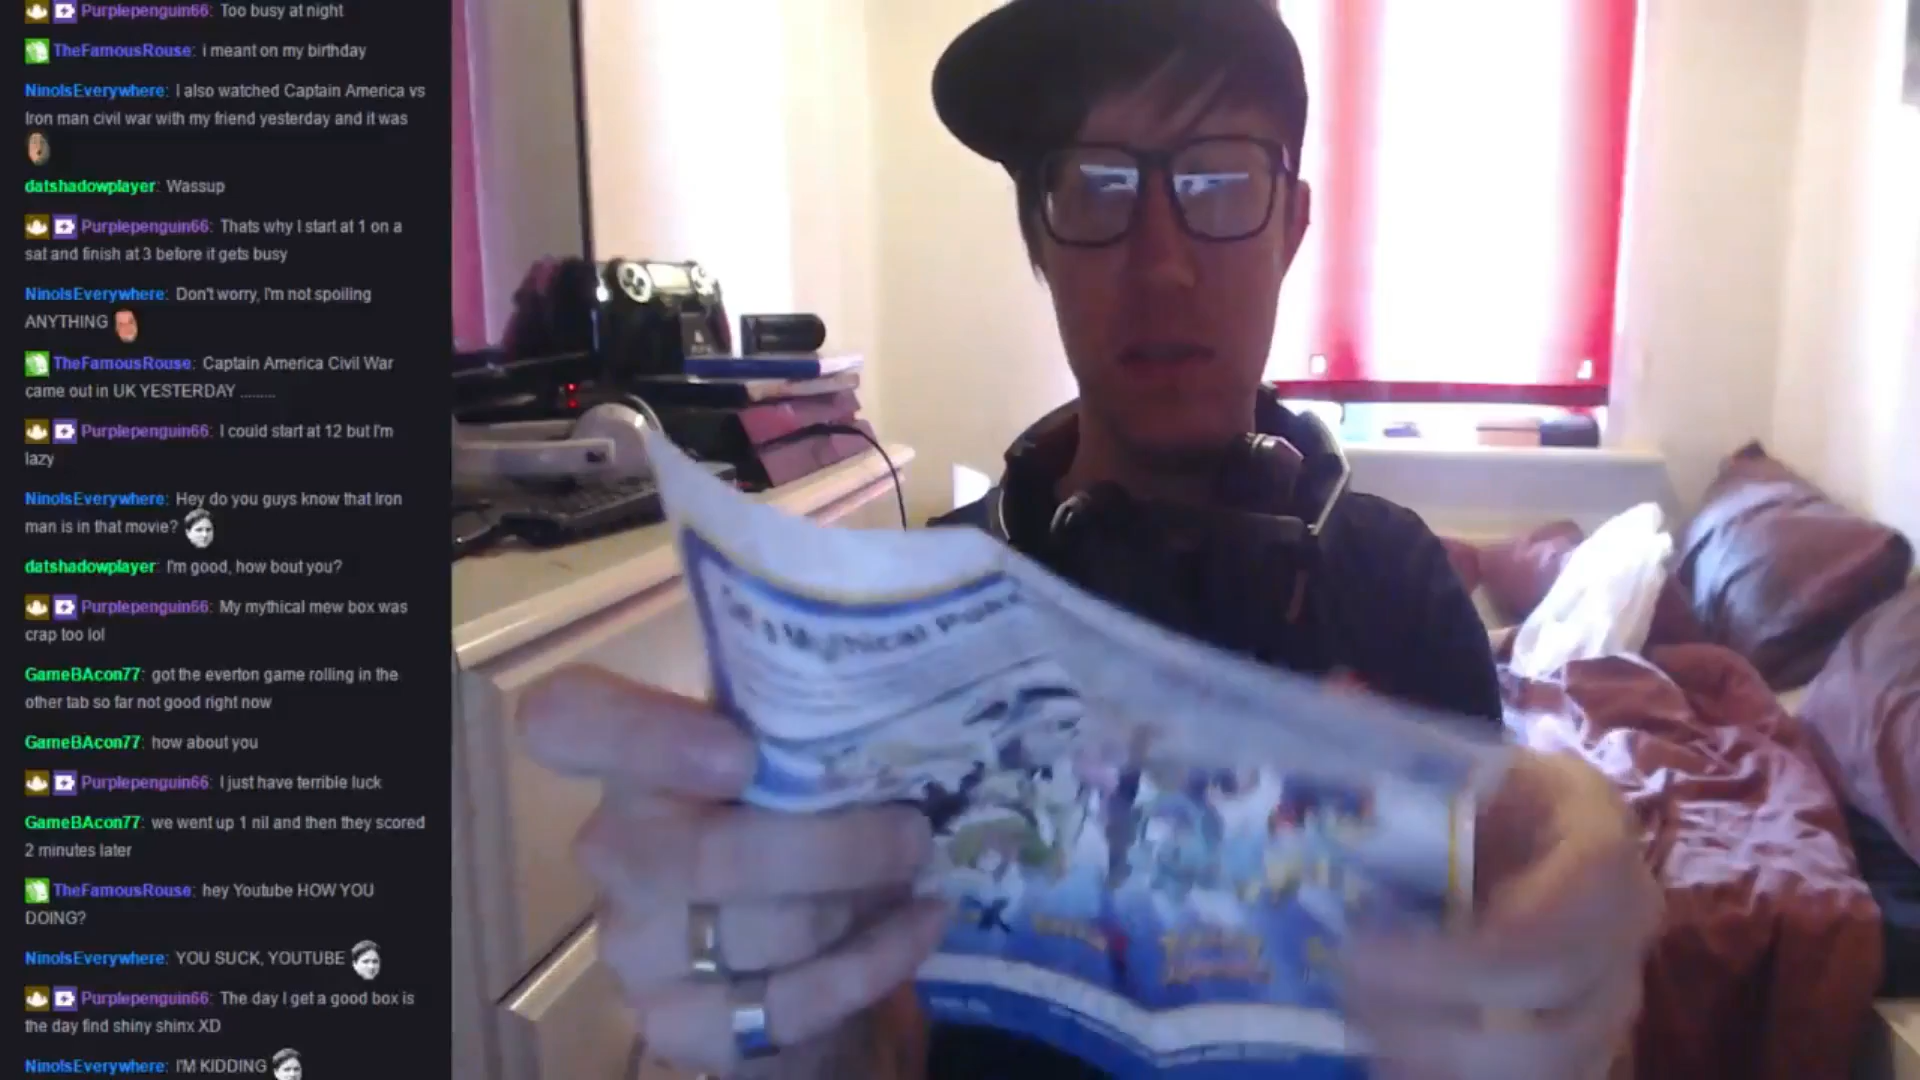 Purplepenguin66: Too busy at night
TheFamousRouse: i meant on my birthday
NinoIsEverywhere: I also watched Captain America vs
Iron man civil war with my friend yesterday and it was
datshadowplayer: Wassup
Purplepenguin66: Thats why I start at 1 on a
sat and finish at 3 before it gets busy
NinoIsEverywhere: Don't worry, I'm not spoiling
ANYTHING
TheFamousRouse: Captain America Civil War
came out in UK YESTERDAY .........
Purplepenguin66: I could start at 12 but I'm
lazy
NinoIsEverywhere: Hey do you guys know that Iron
man is in that movie?
datshadowplayer: I'm good, how bout you?
Purplepenguin66: My mythical mew box was
crap too lol
GameBAcon77: got the everton game rolling in the
other tab so far not good right now
GameBAcon77: how about you
Purplepenguin66: I just have terrible luck
GameBAcon77: we went up 1 nil and then they scored
2 minutes later
TheFamousRouse: hey Youtube HOW YOU
DOING?
NinoIsEverywhere: YOU SUCK, YOUTUBE
Purplepenguin66: The day I get a good box is
the day find shiny shinx XD
NinoIsEverywhere: I'M KIDDING
a Mythical